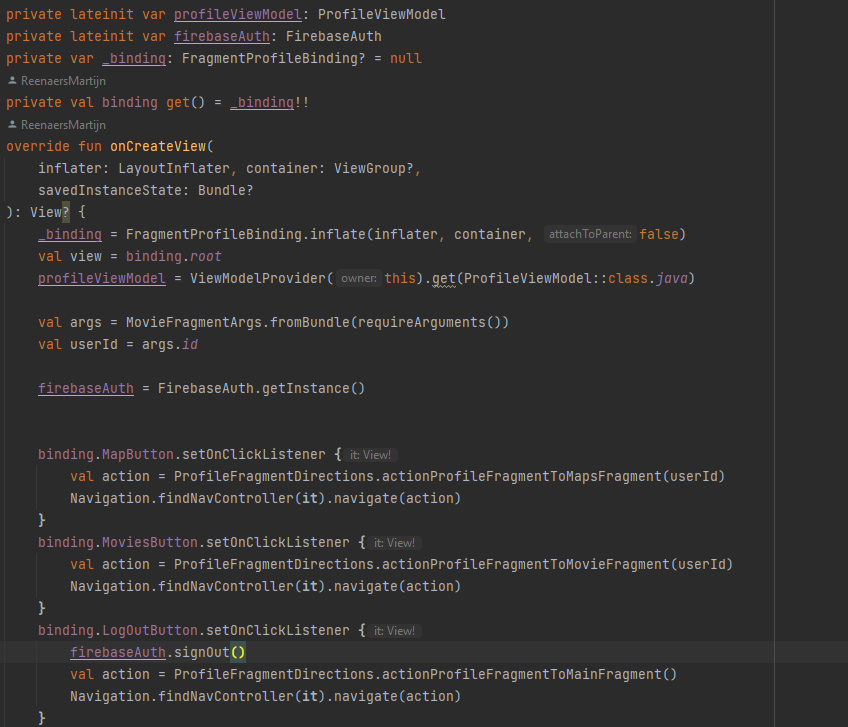 private lateinit var profileViewModel: ProfileViewModel
private lateinit var firebaseAuth: FirebaseAuth
private var _binding: FragmentProfileBinding? = null
ReenaersMartijn
private val binding get() = _binding!!
ReenaersMartijn
override fun onCreateView(
    inflater: LayoutInflater, container: ViewGroup?,
    savedInstanceState: Bundle?
): View? {
    _binding = FragmentProfileBinding.inflate(inflater, container, attachToParent: false)
    val view = binding.root
    profileViewModel = ViewModelProvider( owner: this).get(ProfileViewModel::class.java)
    val args = MovieFragmentArgs.fromBundle(requireArguments())
    val userId = args.id
    firebaseAuth = FirebaseAuth.getInstance()
    binding.MapButton.setOnClickListener { it: View!
        val action = ProfileFragmentDirections.actionProfileFragmentToMapsFragment(userId)
        Navigation.findNavController(it).navigate(action)
    }
    binding.MoviesButton.setOnClickListener { it: View!
        val action = ProfileFragmentDirections.actionProfileFragmentToMovieFragment(userId)
        Navigation.findNavController(it).navigate(action)
    }
    binding.LogOutButton.setOnClickListener { it: View!
        firebaseAuth.signOut()
        val action = ProfileFragmentDirections.actionProfileFragmentToMainFragment()
        Navigation.findNavController(it).navigate(action)
    }